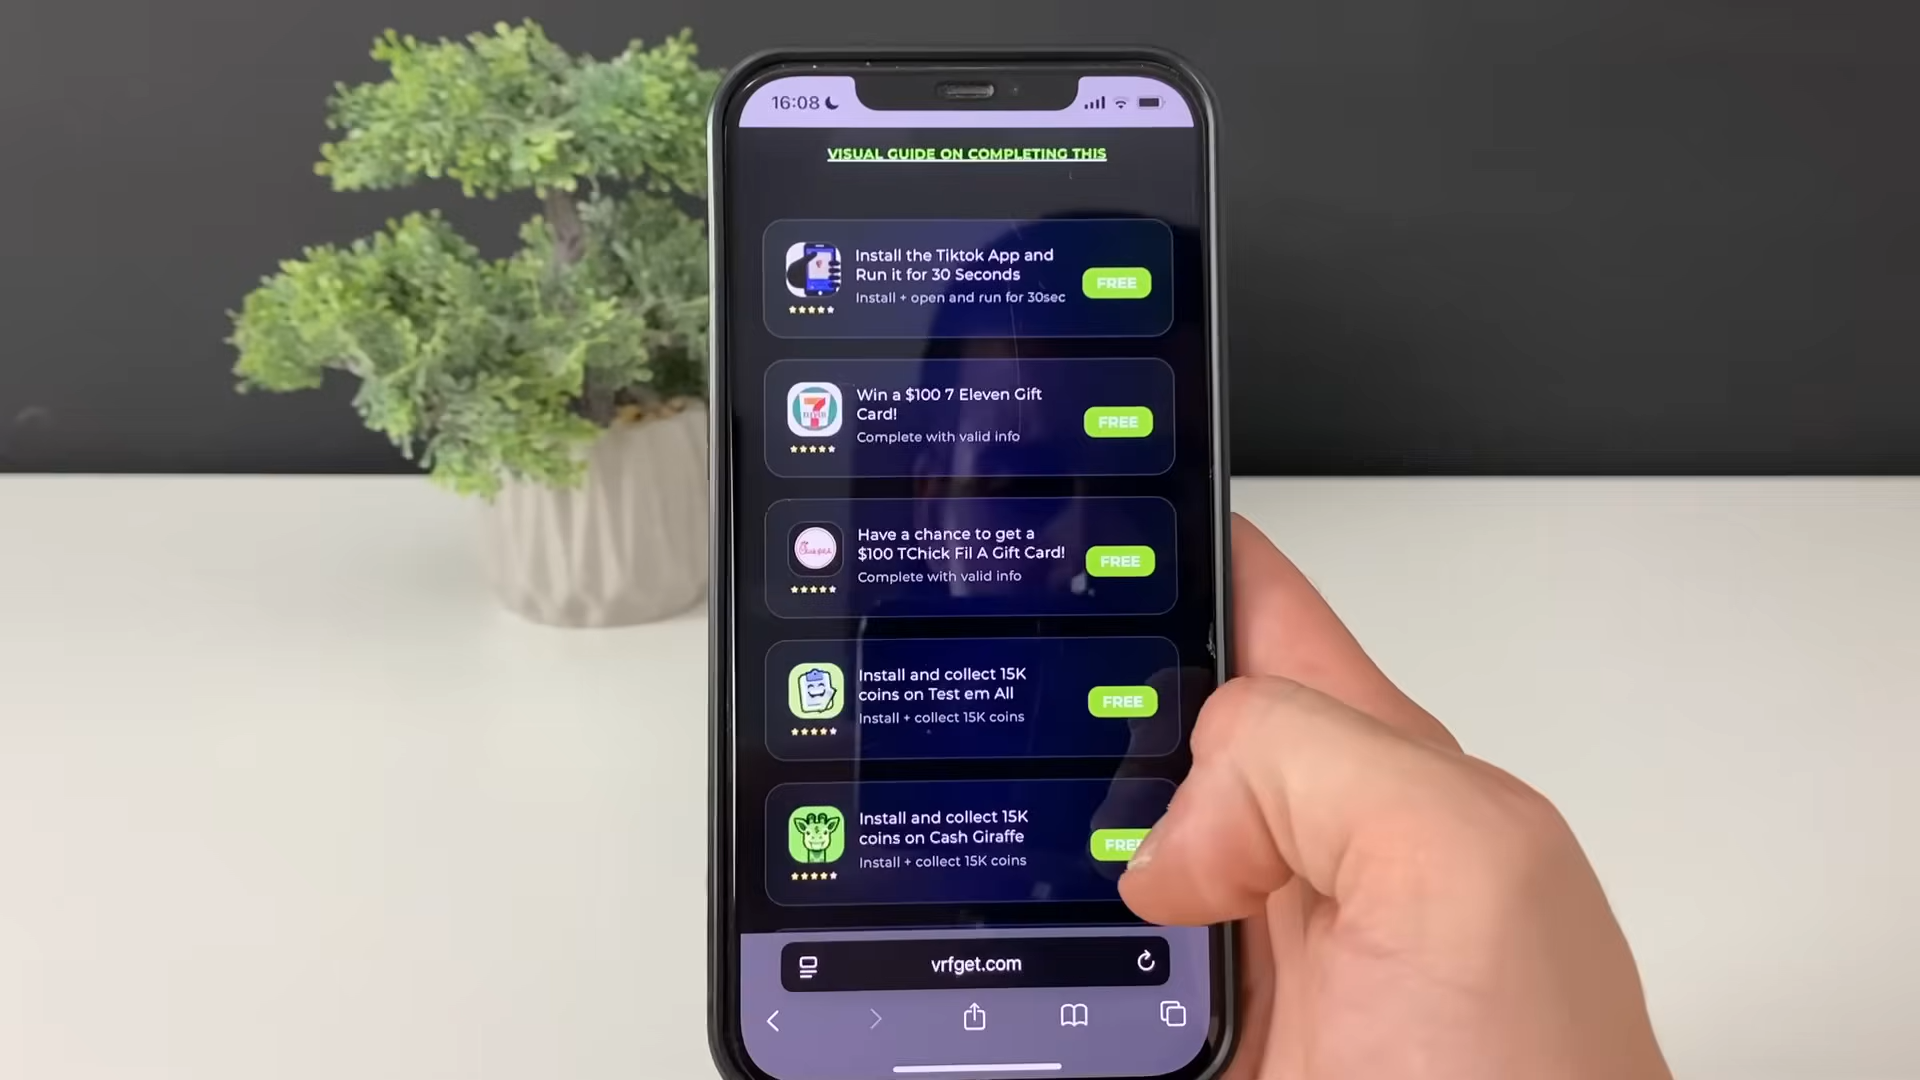 16:08
VISUAL GUIDE ON COMPLETING THIS
Install the Tiktok App and
Run it for 30 Seconds
Install + open and run for 30sec
FREE
Win a $100 7 Eleven Gift
Card!
Complete with valid info
FREE
Have a chance to get a
$100 TChick Fil A Gift Card!
Complete with valid info
FREE
Install and collect 15K
coins on Test em All
Install + collect 15K coins
FREE
Install and collect 15K
coins on Cash Giraffe
Install + collect 15K coins
FREE
vrfget.com